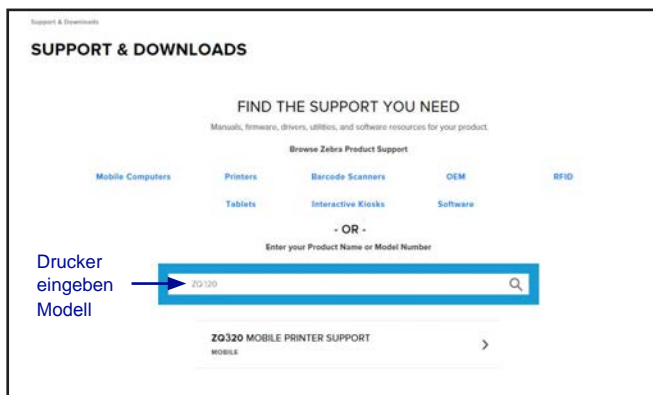 Support & Downloads
SUPPORT & DOWNLOADS
FIND THE SUPPORT YOU NEED
Manuals, firmware, drivers, utilities, and software resources for your product.
Browse Zebra Product Support
Mobile Computers Printers Barcode Scanners OEM RFID
Tablets Interactive Kiosks Software
- OR -
Enter your Product Name or Model Number
Drucker
eingeben
Modell
ZQ320
ZQ320 MOBILE PRINTER SUPPORT
MOBILE